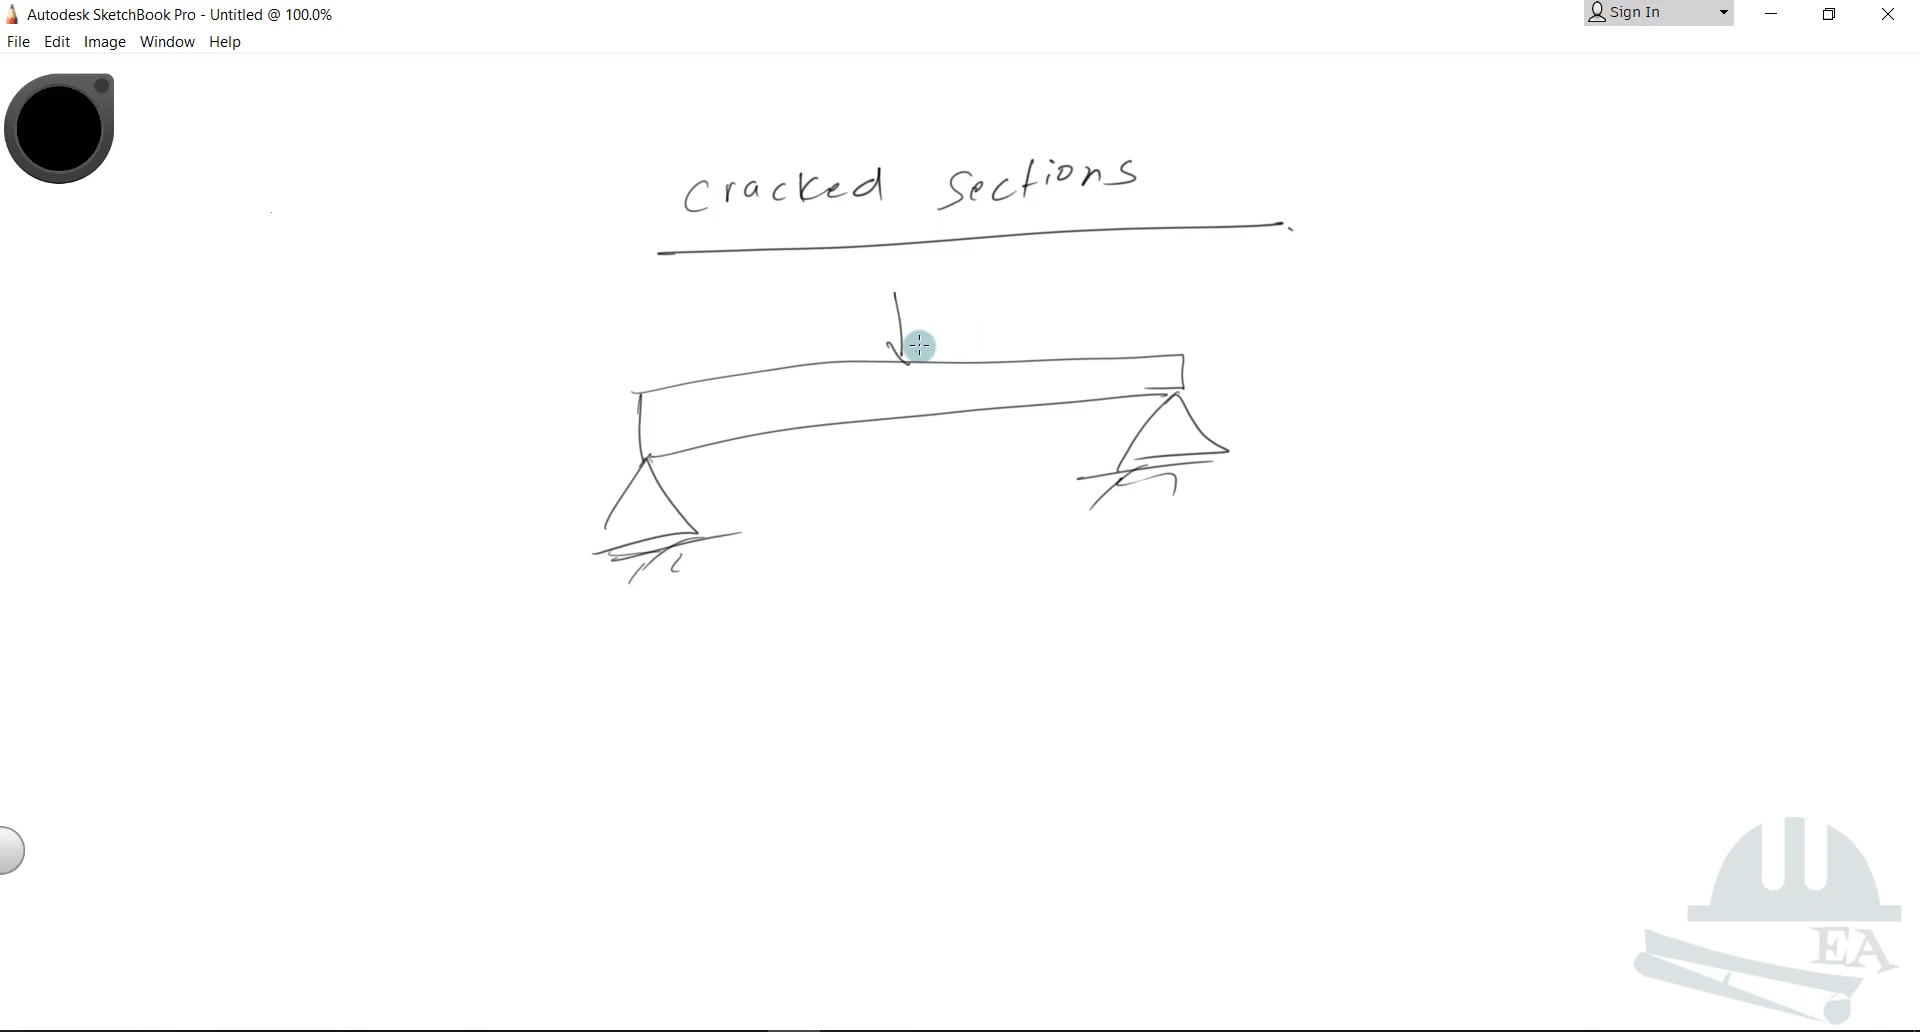 Autodesk SketchBook Pro - Untitled @ 100.0%
Sign In
File Edit Image Window Help
Cracked Sections
EA